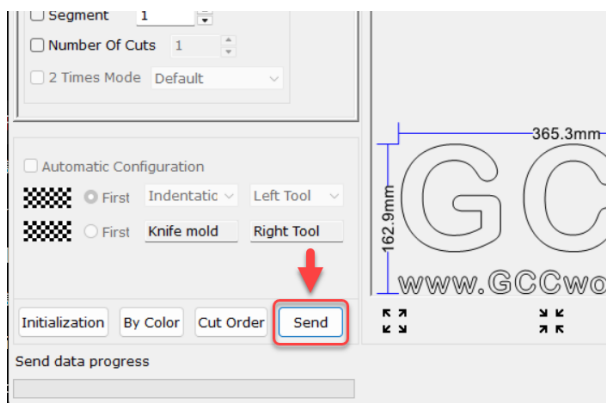 Segment 1
Number Of Cuts 1
2 Times Mode Default
Automatic Configuration
First Indentatic Left Tool
First Knife mold Right Tool
Initialization By Color Cut Order Send
Send data progress
365.3mm
162.9mm
GC
www.GCCwo